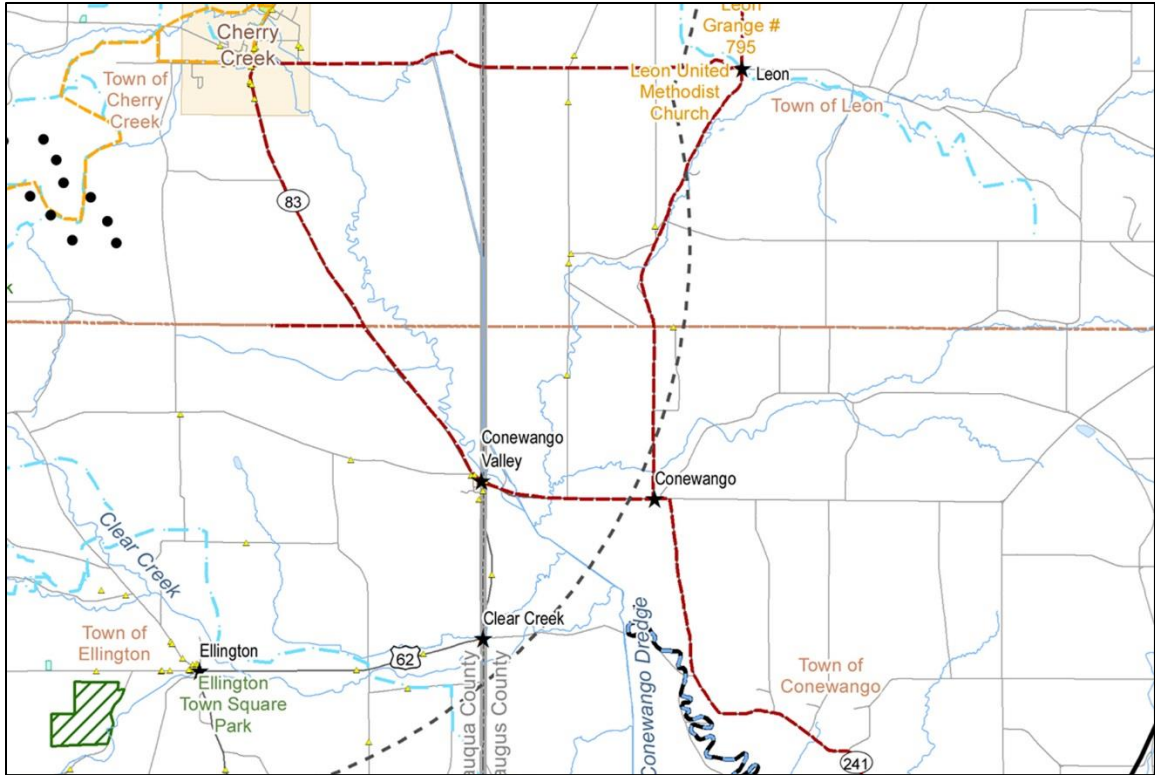 Leon
Grange #
795
Cherry
Creek
Leon United
Methodist
Church
Leon
Town of
Cherry
Creek
Town of Leon
83
k
Conewango
Valley
Conewango
Clear Creek
Clear Creek
Town of
Ellington
Ellington
62
Ellington
Town Square
Park
Conewango Dredge
Town of
Conewango
auqua County
augus County
241